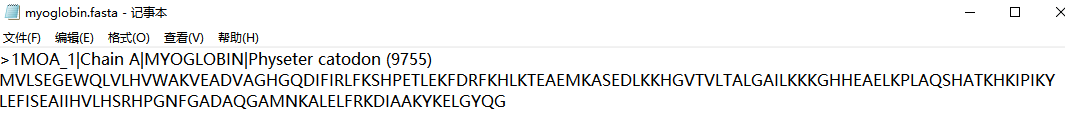 myoglobin.fasta - 记事本
文件(F) 编辑(E) 格式(O) 查看(V) 帮助(H)
>1MOA_1|Chain A|MYOGLOBIN|Physeter catodon (9755)
MVLSEGEWQLVLHVWAKVEADVAGHGQDIFIRLFKSHPETLEKFDRFKHLKTEAEMKASEDLKKHGVTVLTALGAILKKKGHHEAELKPLAQSHATKHKIPIKY
LEFISEAIIHVLHSRHPGNFGADAQGAMNKALELFRKDIAAKYKELGYQG